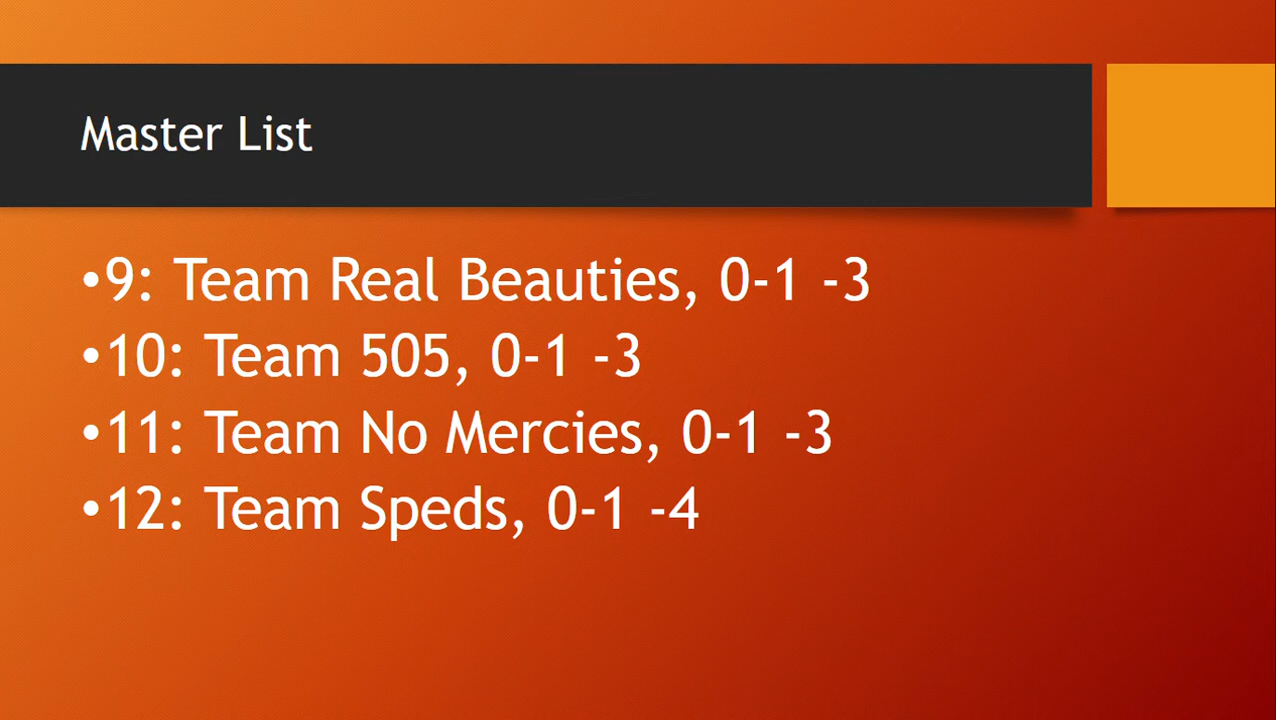 Master List
•9: Team Real Beauties, 0-1 -3
•10: Team 505, 0-1 -3
•11: Team No Mercies, 0-1 -3
•12: Team Speds, 0-1 -4